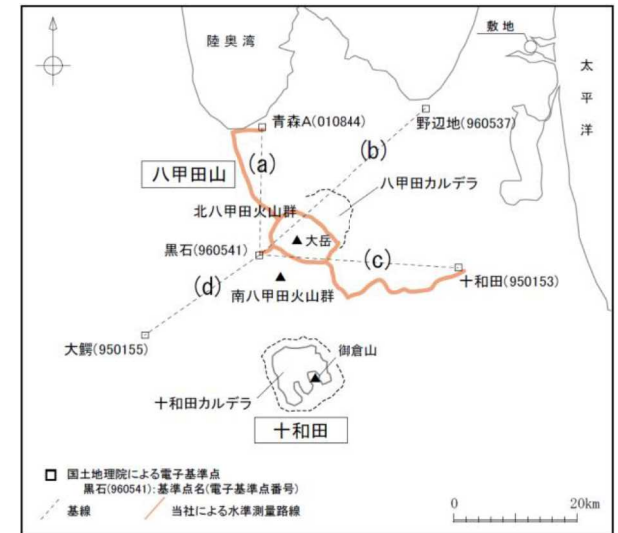 陸奥湾
敷地
太平洋
青森A(010844)
野辺地(960537)
(a)
(b)
八甲田山
八甲田カルデラ
北八甲田火山群
大岳
黒石(960541)
(c)
十和田(950153)
(d)
南八甲田火山群
大鰐(950155)
御倉山
十和田カルデラ
十和田
国土地理院による電子基準点
黒石(960541):基準点名(電子基準点番号)
基線
当社による水準測量路線
0 20km